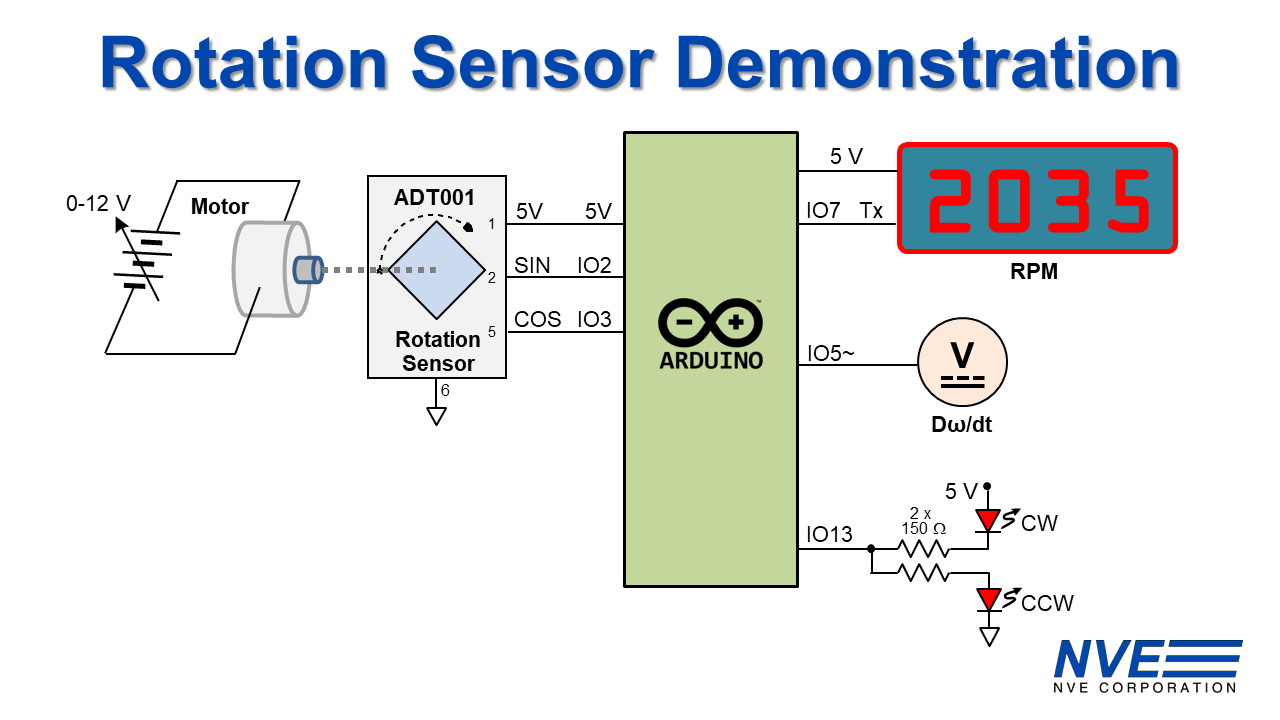 Rotation Sensor Demonstration
0-12 V
Motor
ADT001
1
2
5
Rotation
Sensor
6
5V 5V
SIN IO2
COS IO3
ARDUINO
™
5 V
IO7 Tx
2035
RPM
IO5~
V
Dω/dt
IO13
2 x
150 Ω
5 V
CW
CCW
NVE
NVE CORPORATION